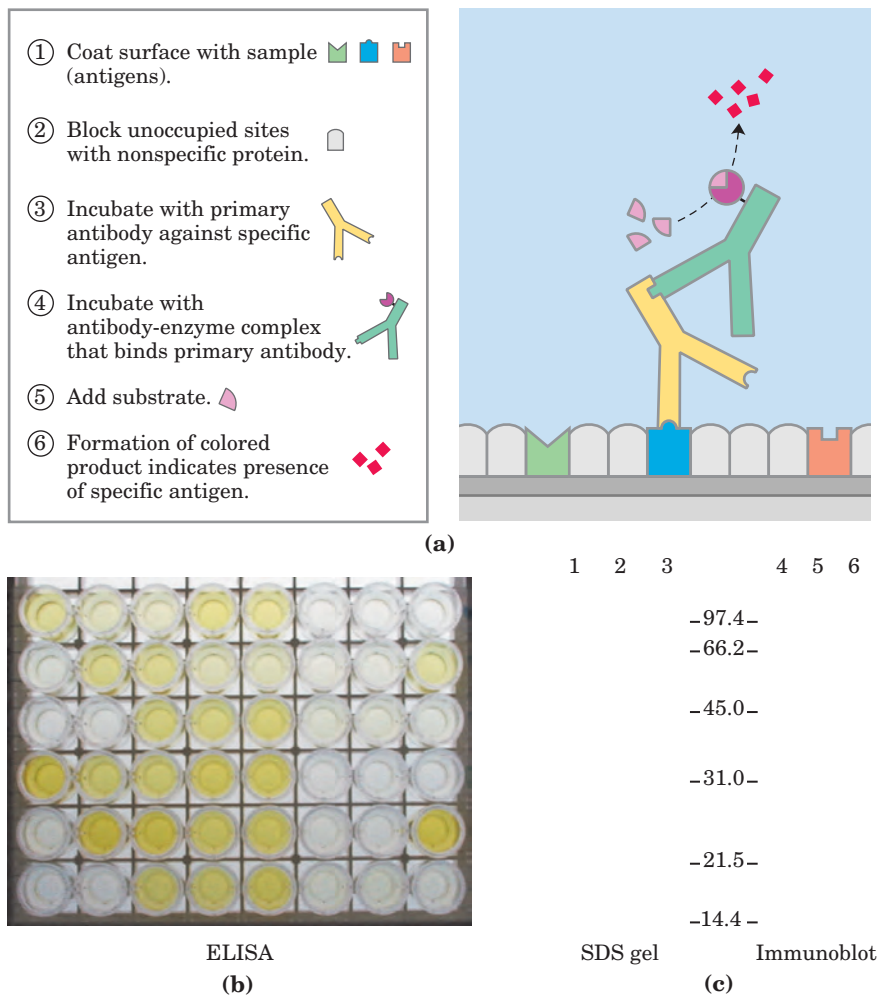 ① Coat surface with sample
(antigens).
② Block unoccupied sites
with nonspecific protein.
③ Incubate with primary
antibody against specific
antigen.
④ Incubate with
antibody-enzyme complex
that binds primary antibody.
⑤ Add substrate.
⑥ Formation of colored
product indicates presence
of specific antigen.
(a)
ELISA
(b)
1 2 3 4 5 6
–97.4–
–66.2–
–45.0–
–31.0–
–21.5–
–14.4–
SDS gel Immunoblot
(c)